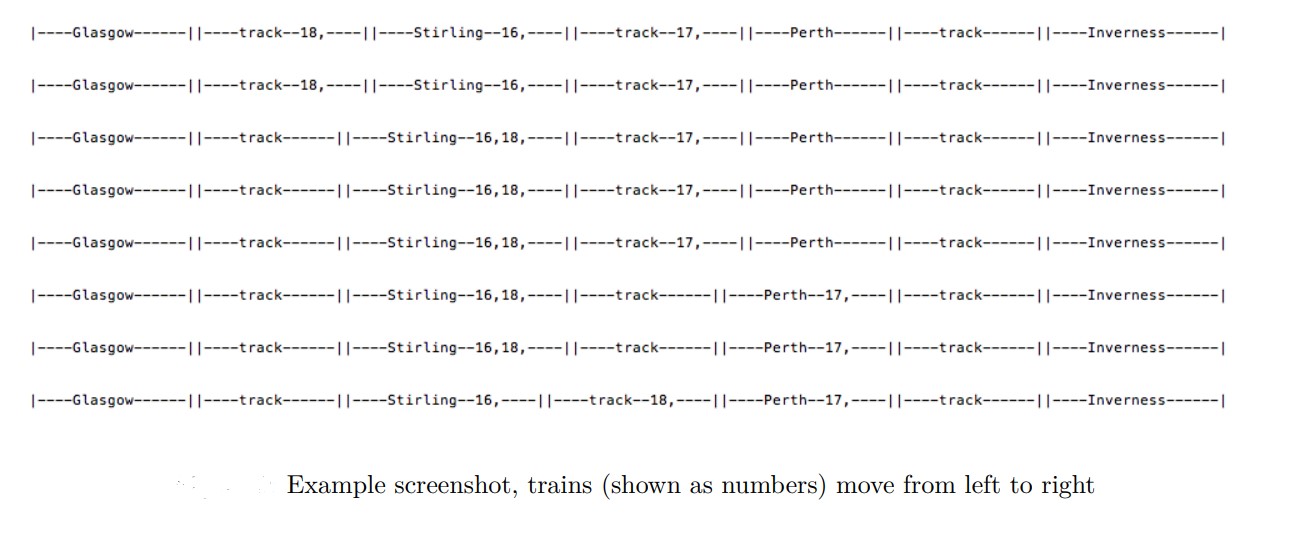 |----Glasgow------||----track--18,----||----Stirling--16,----||----track--17,----||----Perth------||----track------||----Inverness------|
|----Glasgow------||----track--18,----||----Stirling--16,----||----track--17,----||----Perth------||----track------||----Inverness------|
|----Glasgow------||----track------||----Stirling--16,18,----||----track--17,----||----Perth------||----track------||----Inverness------|
|----Glasgow------||----track------||----Stirling--16,18,----||----track--17,----||----Perth------||----track------||----Inverness------|
|----Glasgow------||----track------||----Stirling--16,18,----||----track--17,----||----Perth------||----track------||----Inverness------|
|----Glasgow------||----track------||----Stirling--16,18,----||----track------||----Perth--17,----||----track------||----Inverness------|
|----Glasgow------||----track------||----Stirling--16,18,----||----track------||----Perth--17,----||----track------||----Inverness------|
|----Glasgow------||----track------||----Stirling--16,----||----track--18,----||----Perth--17,----||----track------||----Inverness------|
Example screenshot, trains (shown as numbers) move from left to right